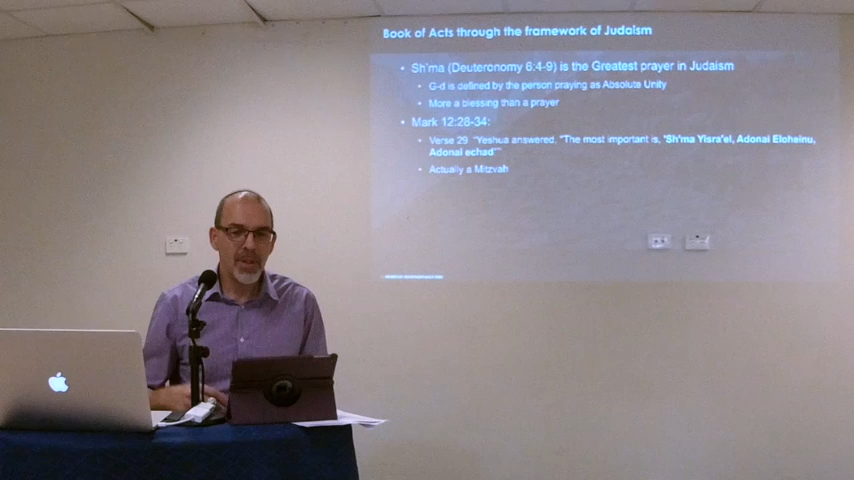 Book of Acts through the framework of Judaism
• Sh'ma (Deuteronomy 6:4-9) is the Greatest prayer in Judaism
• G-d is defined by the person praying as Absolute Unity
• More a blessing than a prayer
• Mark 12:28-34:
• Verse 29 "Yeshua answered, "The most important is, 'Sh'ma Yisra'el, Adonai Eloheinu,
Adonai echad'"
• Actually a Mitzvah